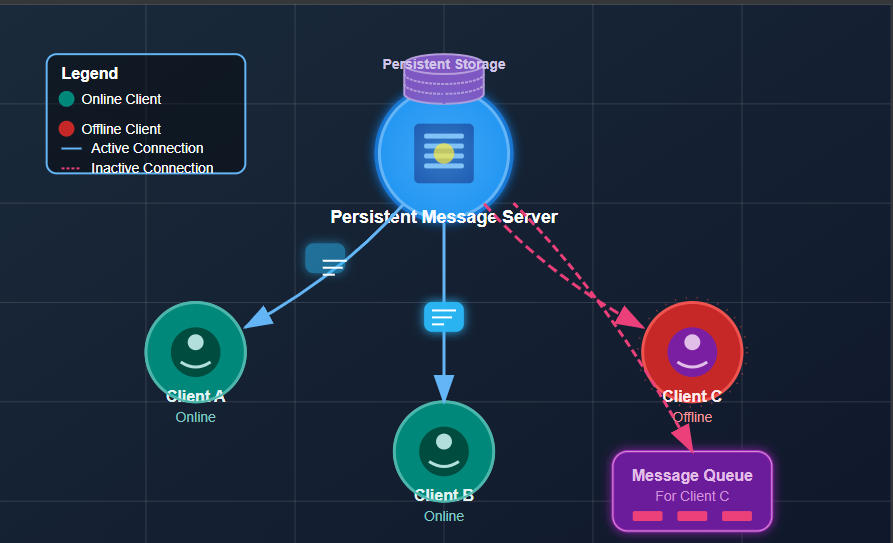 Persistent Storage
Legend
Online Client
Offline Client
Active Connection
Inactive Connection
Persistent Message Server
Client A
Online
Client B
Online
Client C
Offline
Message Queue
For Client C